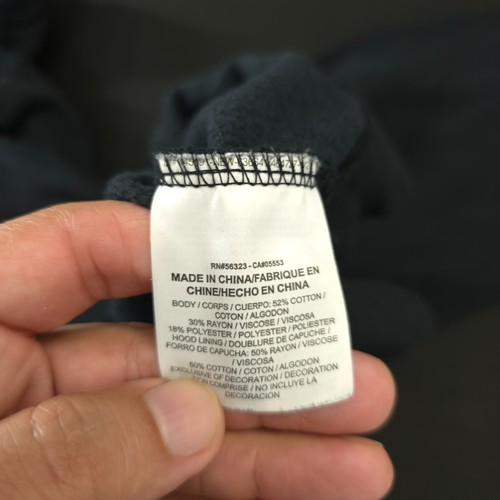 RN#56323 - CA#05553
MADE IN CHINA/FABRIQUE EN
CHINE/HECHO EN CHINA
BODY / CORPS / CUERPO: 52% COTTON /
COTON / ALGODON
30% RAYON / VISCOSE / VISCOSA
18% POLYESTER / POLYESTER / POLIESTER
HOOD LINING / DOUBLURE DE CAPUCHE /
FORRO DE CAPUCHA: 50% RAYON / VISCOSE
/ VISCOSA
50% COTTON / COTON / ALGODON
EXCLUSIVE OF DECORATION / DECORATION
COMPRISE / NO INCLUYE LA
DECORACION